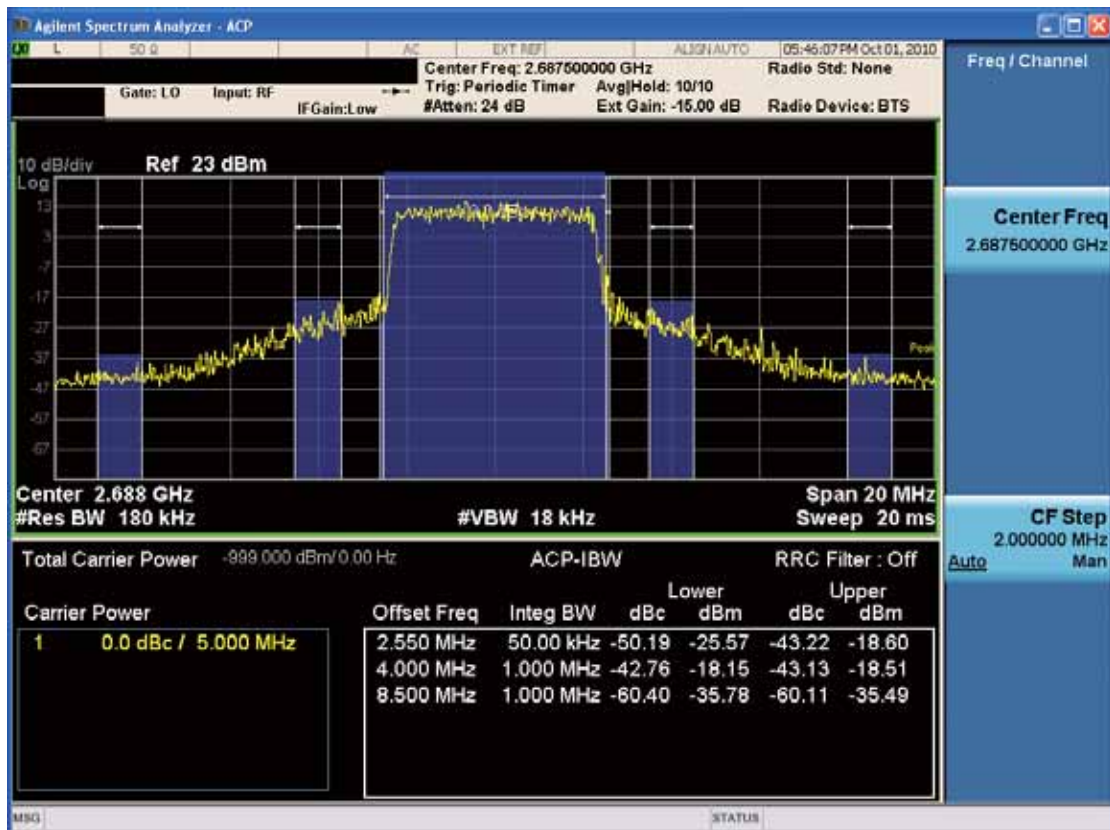 Agilent Spectrum Analyzer - ACP
L 50 Ω AC EXT REF ALIGNAUTO 05:46:07 PM Oct 01, 2010
Center Freq: 2.687500000 GHz Radio Std: None
Gate: LO Input: RF Trig: Periodic Timer Avg|Hold: 10/10
IFGain:Low #Atten: 24 dB Ext Gain: -15.00 dB Radio Device: BTS
Freq / Channel
10 dB/div Ref 23 dBm
Log
13
3
-7
-17
-27
-37
-47
-57
-67
Peak
Center Freq
2.687500000 GHz
Center 2.688 GHz Span 20 MHz
#Res BW 180 kHz #VBW 18 kHz Sweep 20 ms
CF Step
2.000000 MHz
Auto Man
Total Carrier Power -999.000 dBm/ 0.00 Hz ACP-IBW RRC Filter : Off
Lower Upper
Carrier Power Offset Freq Integ BW dBc dBm dBc dBm
1 0.0 dBc / 5.000 MHz 2.550 MHz 50.00 kHz -50.19 -25.57 -43.22 -18.60
4.000 MHz 1.000 MHz -42.76 -18.15 -43.13 -18.51
8.500 MHz 1.000 MHz -60.40 -35.78 -60.11 -35.49
MSG STATUS